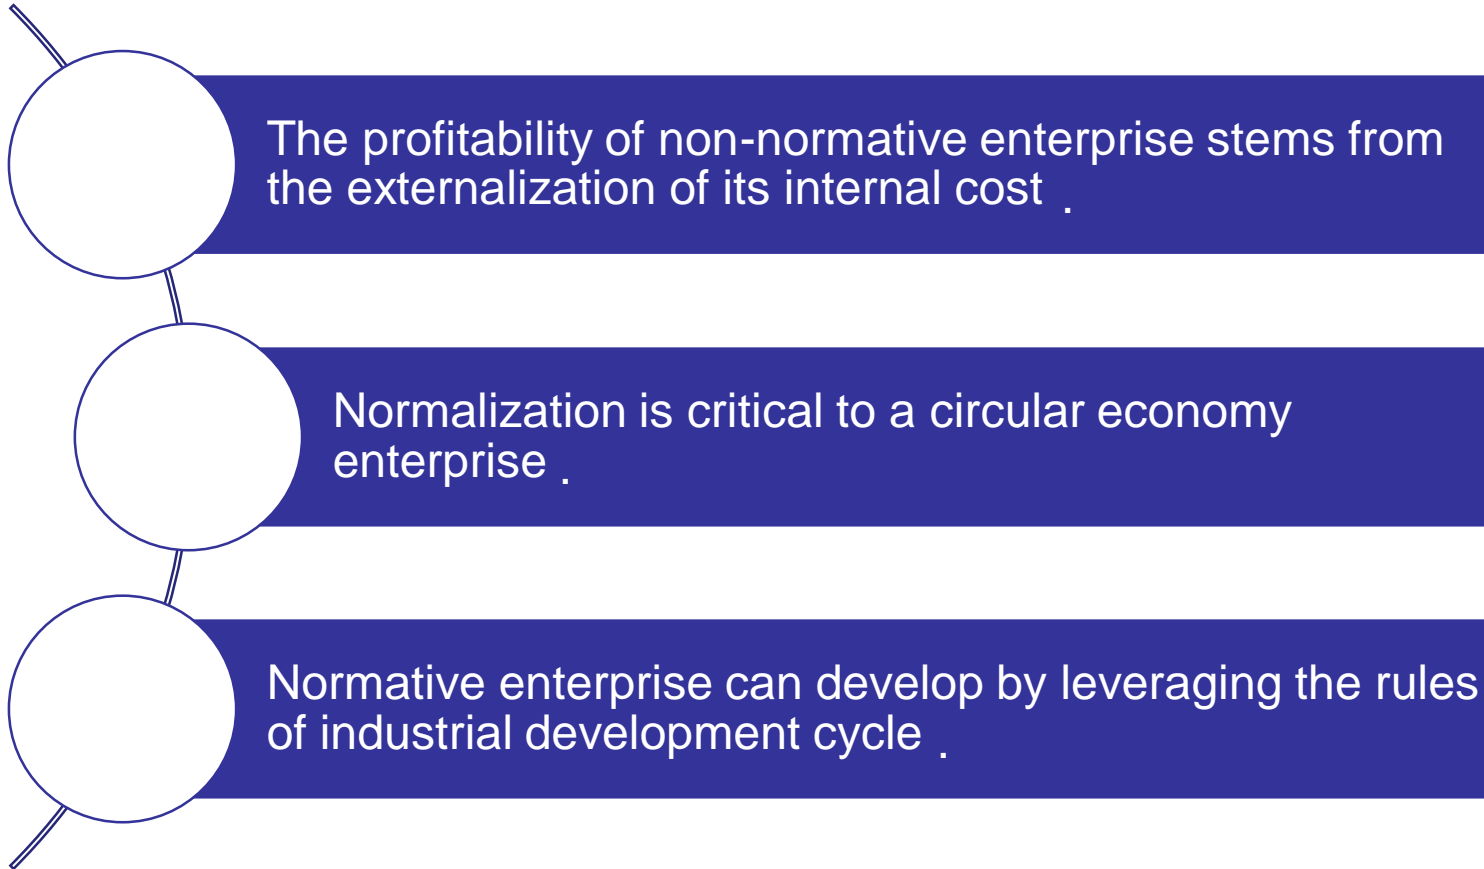 The profitability of non-normative enterprise stems from
the externalization of its internal cost .
Normalization is critical to a circular economy
enterprise .
Normative enterprise can develop by leveraging the rules
of industrial development cycle .